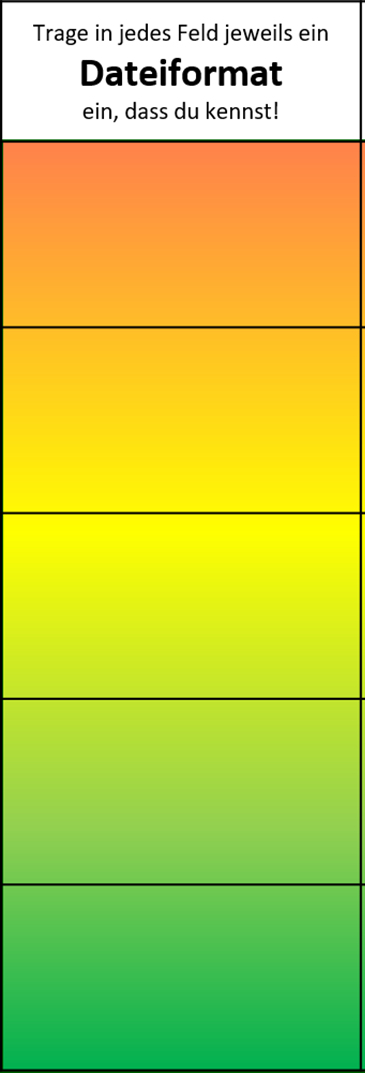 Trage in jedes Feld jeweils ein
Dateiformat
ein, dass du kennst!